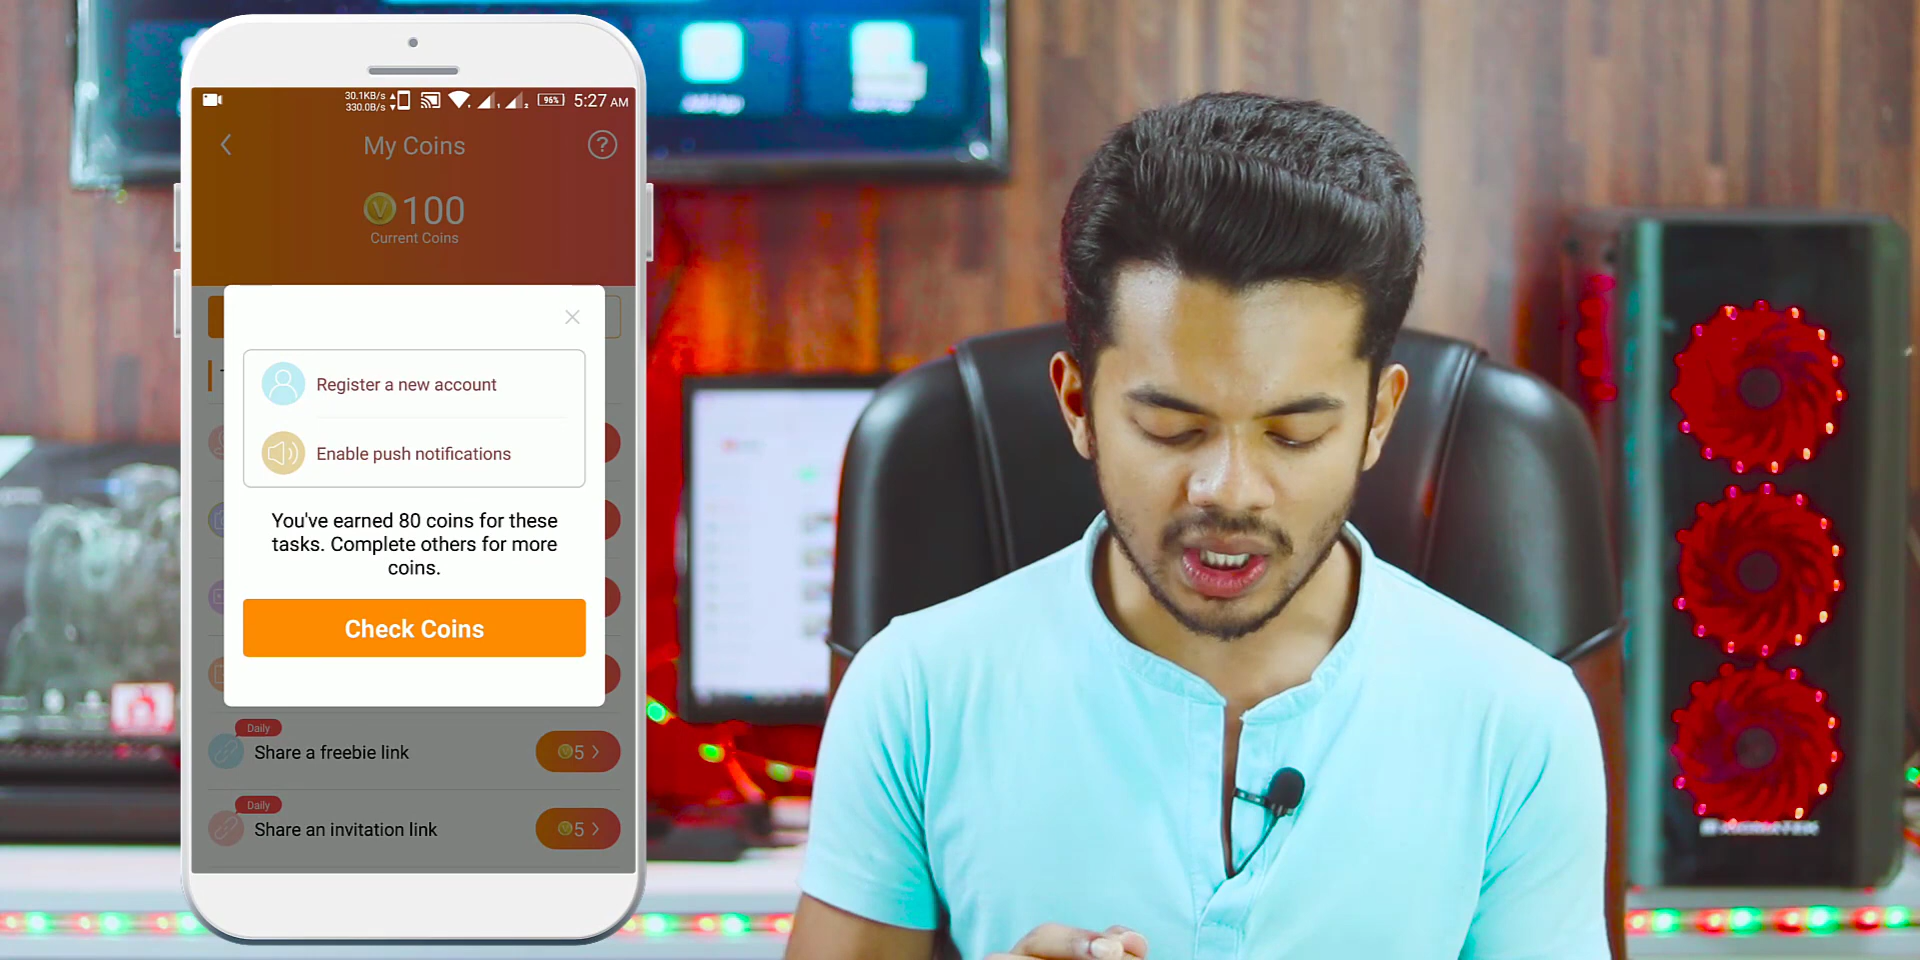 30.1KB/s
330.0B/s
96%
5:27 AM
My Coins
?
V 100
Current Coins
Register a new account
Enable push notifications
You've earned 80 coins for these
tasks. Complete others for more
coins.
Check Coins
Daily
Share a freebie link
5 >
Daily
Share an invitation link
5 >